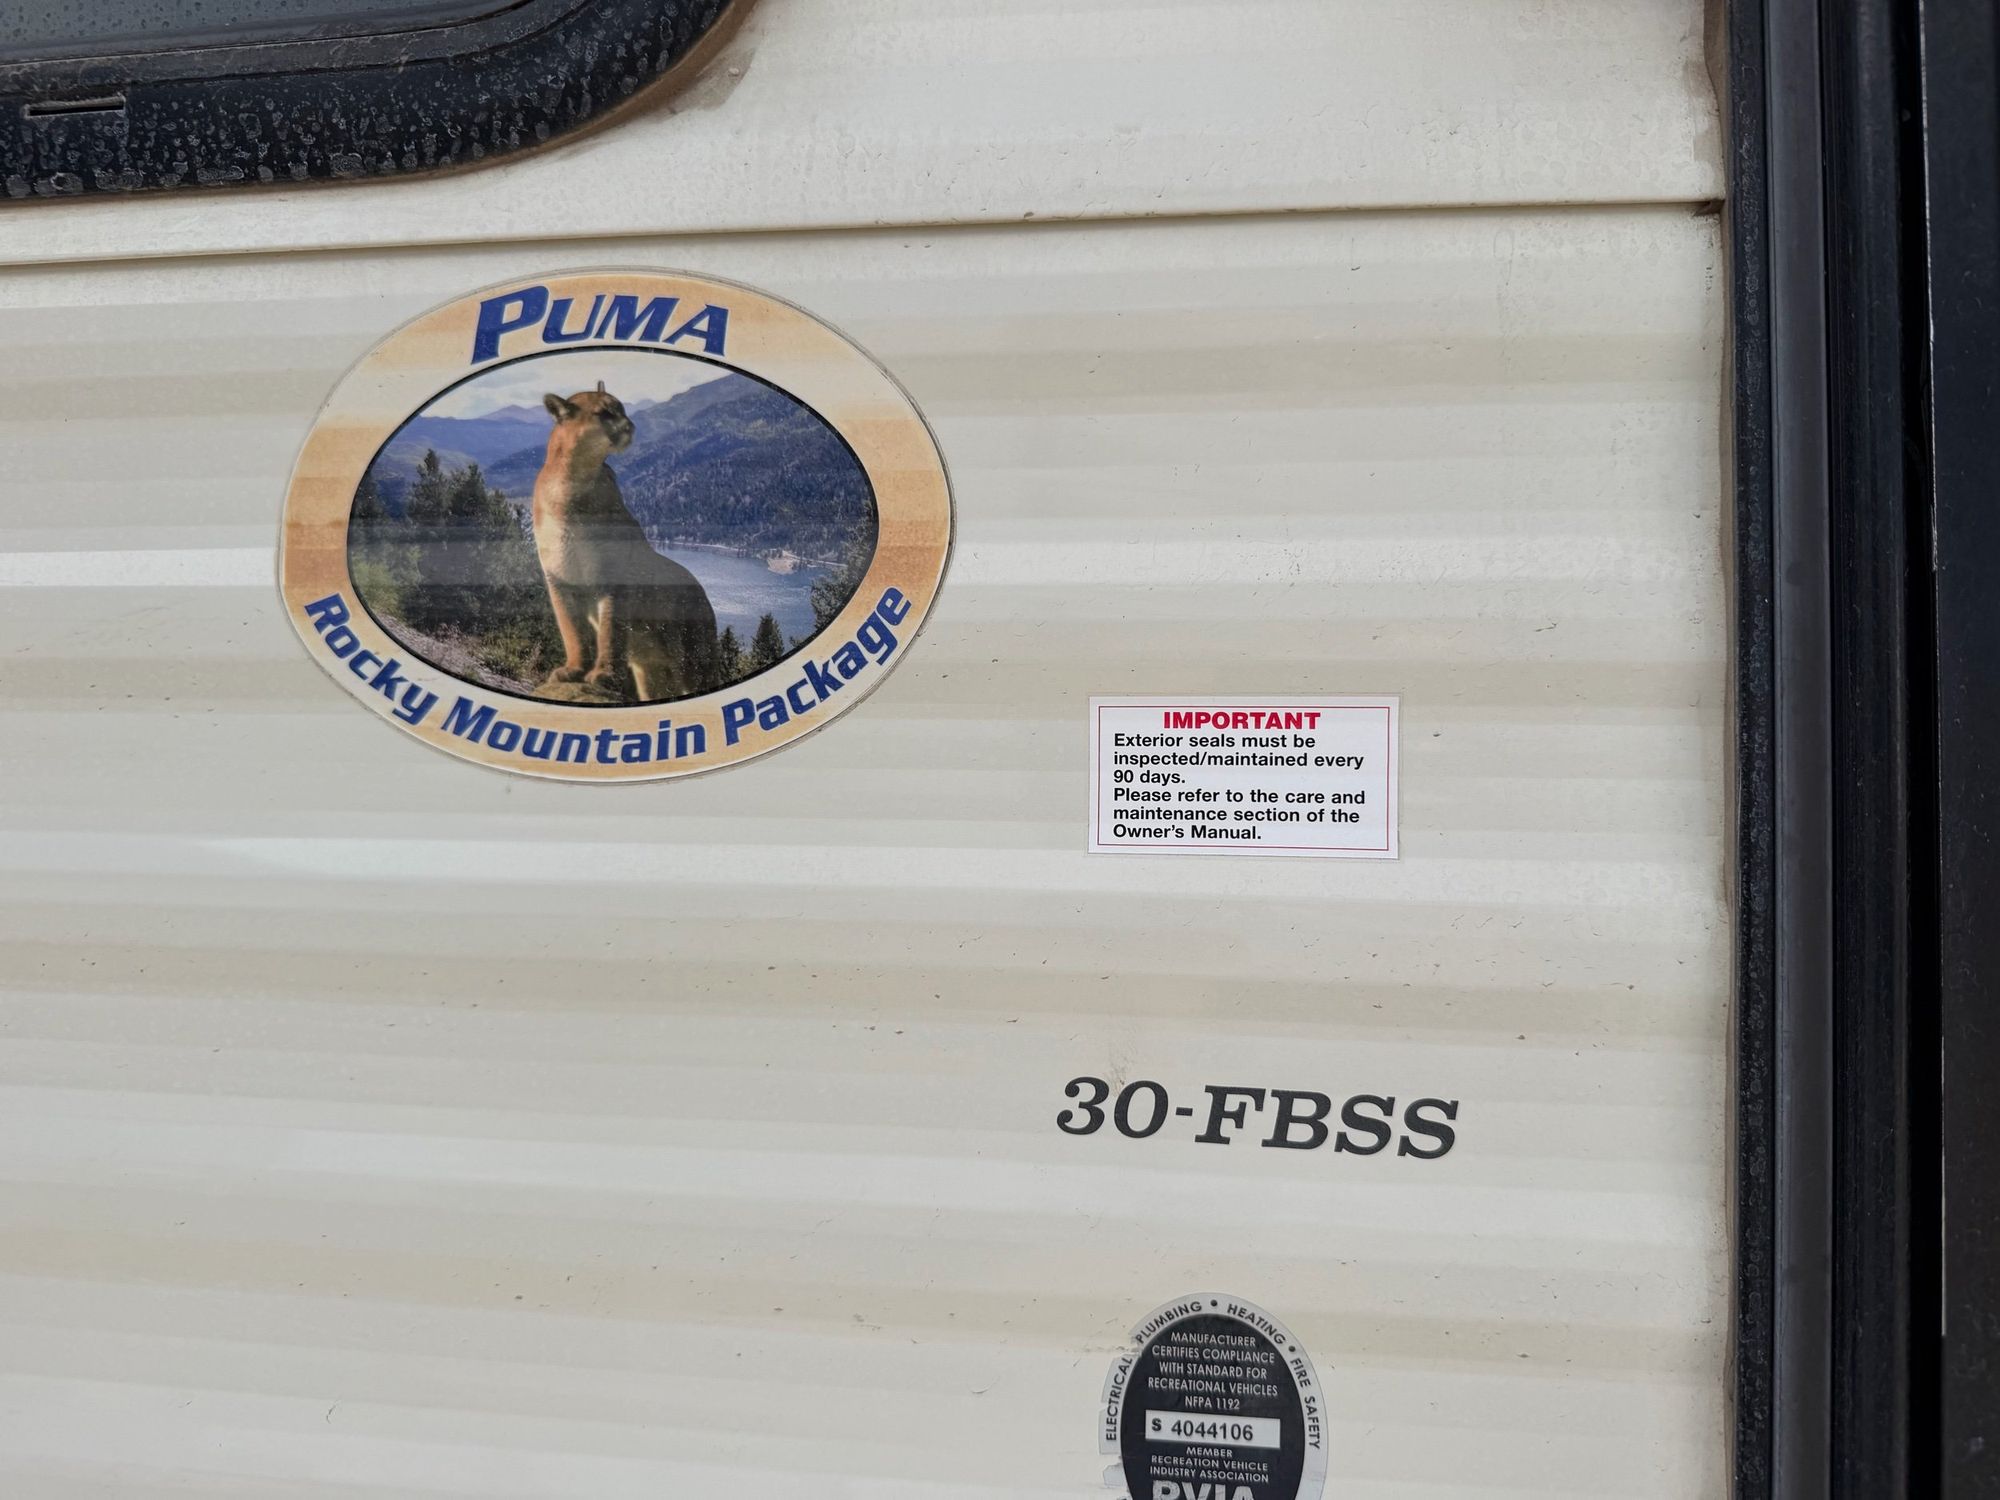 PUMA
Rocky Mountain Package
IMPORTANT
Exterior seals must be
inspected/maintained every
90 days.
Please refer to the care and
maintenance section of the
Owner's Manual.
30-FBSS
ELECTRICAL • PLUMBING • HEATING • FIRE SAFETY
MANUFACTURER
CERTIFIES COMPLIANCE
WITH STANDARD FOR
RECREATIONAL VEHICLES
NFPA 1192
S 4044106
MEMBER
RECREATION VEHICLE
INDUSTRY ASSOCIATION
RVIA